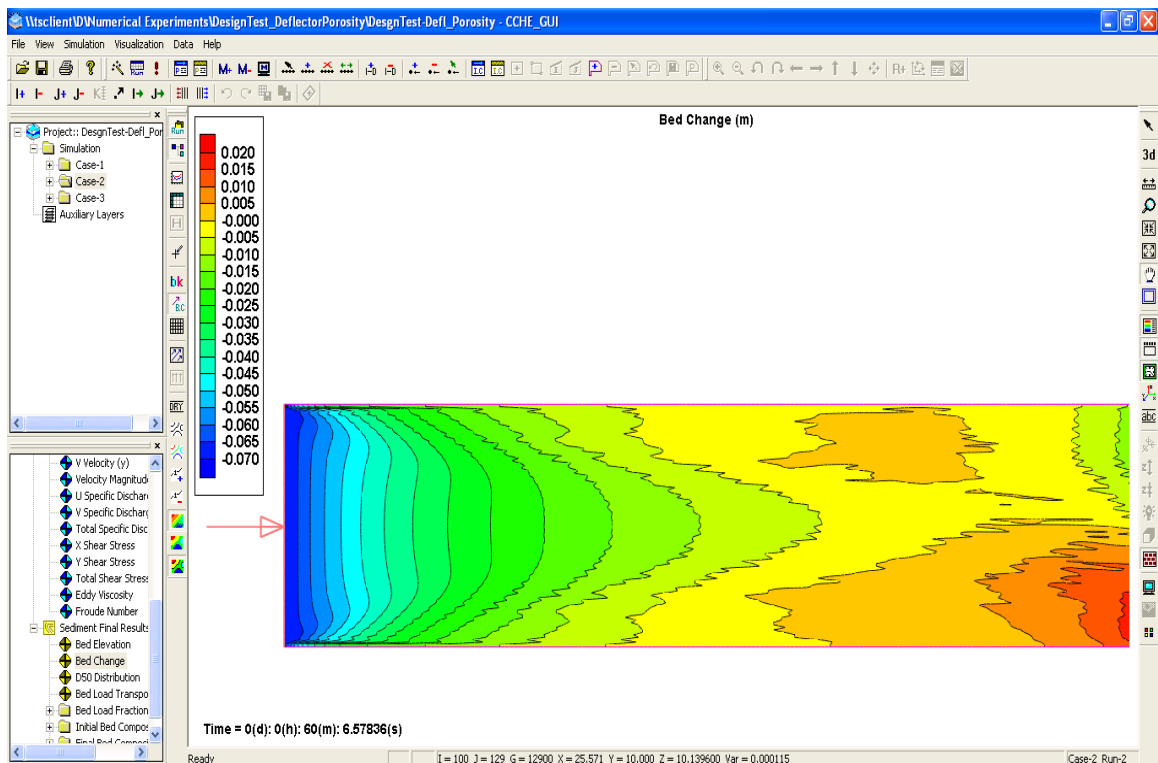 \\tsclient\D\Numerical Experiments\DesignTest_DeflectorPorosity\DesgnTest-Defl_Porosity - CCHE_GUI
File View Simulation Visualization Data Help
RUN
M+ M-
I.C I.C
R+
I+ I- J+ J- K I+ J+
Project:: DesgnTest-Defl_Por
Simulation
Case-1
Case-2
Case-3
Auxiliary Layers
Run
H
bk
B.C
DRY
V Velocity (y)
Velocity Magnitud
U Specific Dischar
V Specific Dischar
Total Specific Disc
X Shear Stress
Y Shear Stress
Total Shear Stress
Eddy Viscosity
Froude Number
Sediment Final Results
Bed Elevation
Bed Change
D50 Distribution
Bed Load Transpo
Bed Load Fraction
Initial Bed Compos
Final Bed Composi
Bed Change (m)
0.020
0.015
0.010
0.005
-0.000
-0.005
-0.010
-0.015
-0.020
-0.025
-0.030
-0.035
-0.040
-0.045
-0.050
-0.055
-0.060
-0.065
-0.070
Time = 0(d): 0(h): 60(m): 6.57836(s)
3d
abc
Ready
I = 100 J = 129 G = 12900 X = 25.571 Y = 10.000 Z = 10.139600 Var = 0.000115
Case-2 Run-2